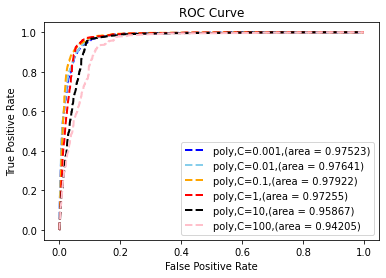 ROC Curve
1.0
0.8
0.6
0.4
0.2
0.0
True Positive Rate
poly,C=0.001,(area = 0.97523)
poly,C=0.01,(area = 0.97641)
poly,C=0.1,(area = 0.97922)
poly,C=1,(area = 0.97255)
poly,C=10,(area = 0.95867)
poly,C=100,(area = 0.94205)
0.0 0.2 0.4 0.6 0.8 1.0
False Positive Rate